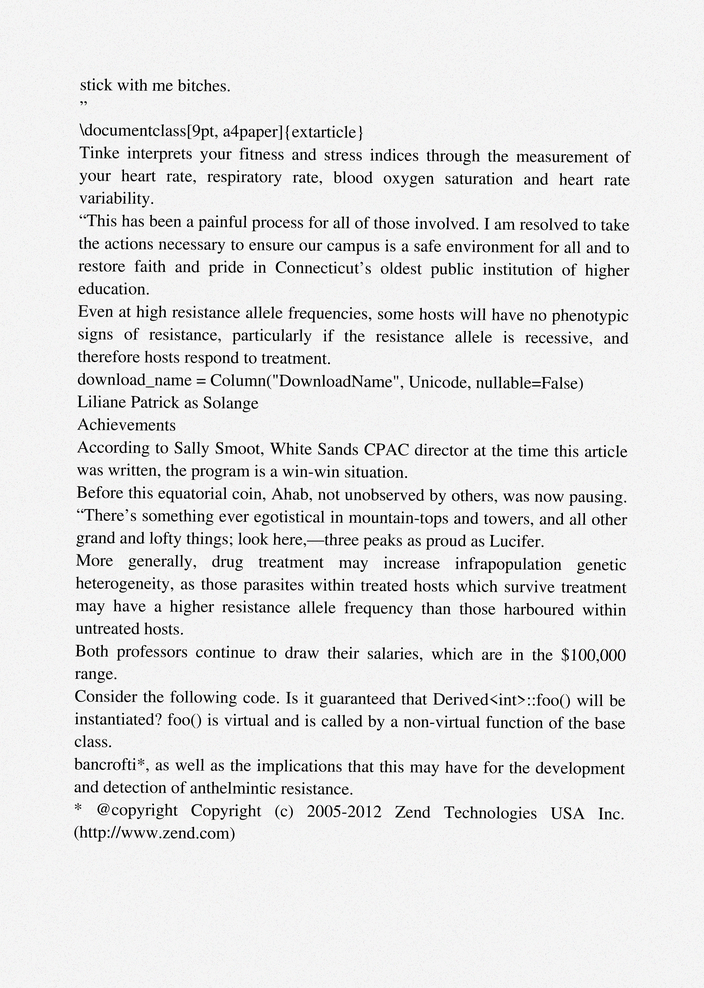 stick with me bitches.
”
\documentclass[9pt, a4paper]{extarticle}
Tinke interprets your fitness and stress indices through the measurement of
your heart rate, respiratory rate, blood oxygen saturation and heart rate
variability.
“This has been a painful process for all of those involved. I am resolved to take
the actions necessary to ensure our campus is a safe environment for all and to
restore faith and pride in Connecticut’s oldest public institution of higher
education.
Even at high resistance allele frequencies, some hosts will have no phenotypic
signs of resistance, particularly if the resistance allele is recessive, and
therefore hosts respond to treatment.
download_name = Column("DownloadName", Unicode, nullable=False)
Liliane Patrick as Solange
Achievements
According to Sally Smoot, White Sands CPAC director at the time this article
was written, the program is a win-win situation.
Before this equatorial coin, Ahab, not unobserved by others, was now pausing.
“There’s something ever egotistical in mountain-tops and towers, and all other
grand and lofty things; look here,—three peaks as proud as Lucifer.
More generally, drug treatment may increase infrapopulation genetic
heterogeneity, as those parasites within treated hosts which survive treatment
may have a higher resistance allele frequency than those harboured within
untreated hosts.
Both professors continue to draw their salaries, which are in the $100,000
range.
Consider the following code. Is it guaranteed that Derived<int>::foo() will be
instantiated? foo() is virtual and is called by a non-virtual function of the base
class.
bancrofti*, as well as the implications that this may have for the development
and detection of anthelmintic resistance.
* @copyright Copyright (c) 2005-2012 Zend Technologies USA Inc.
(http://www.zend.com)